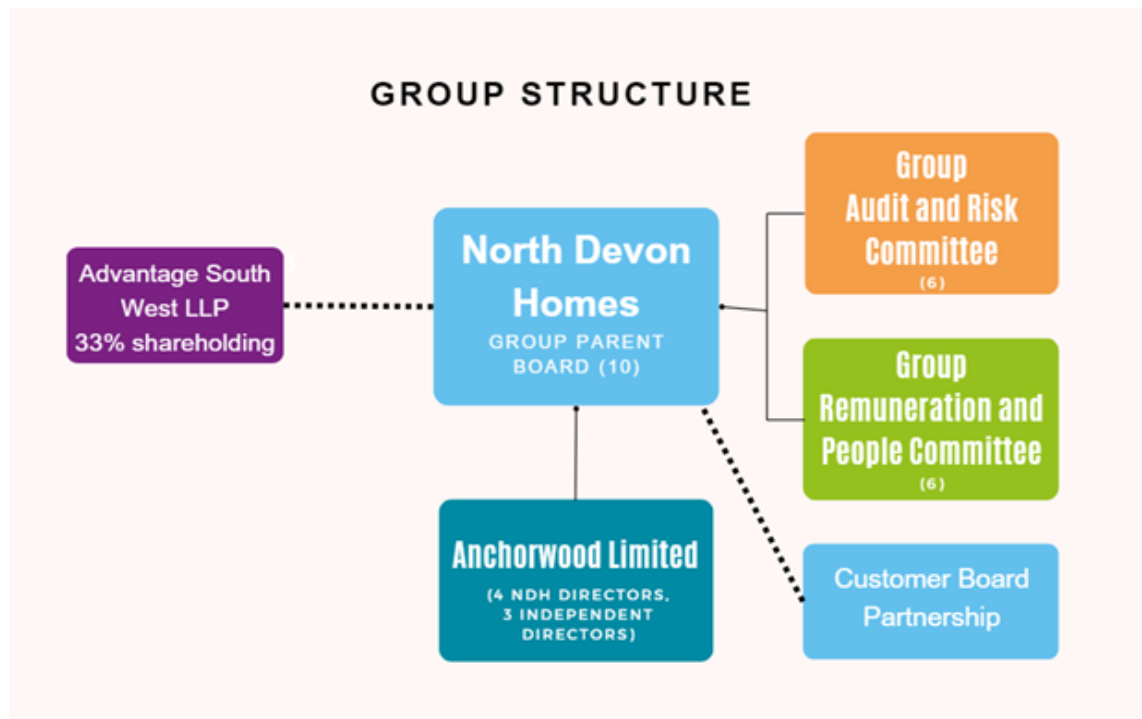 GROUP STRUCTURE
Advantage South
West LLP
33% shareholding
North Devon
Homes
GROUP PARENT
BOARD (10)
Group
Audit and Risk
Committee
(6)
Group
Remuneration and
People Committee
(6)
Anchorwood Limited
(4 NDH DIRECTORS,
3 INDEPENDENT
DIRECTORS)
Customer Board
Partnership